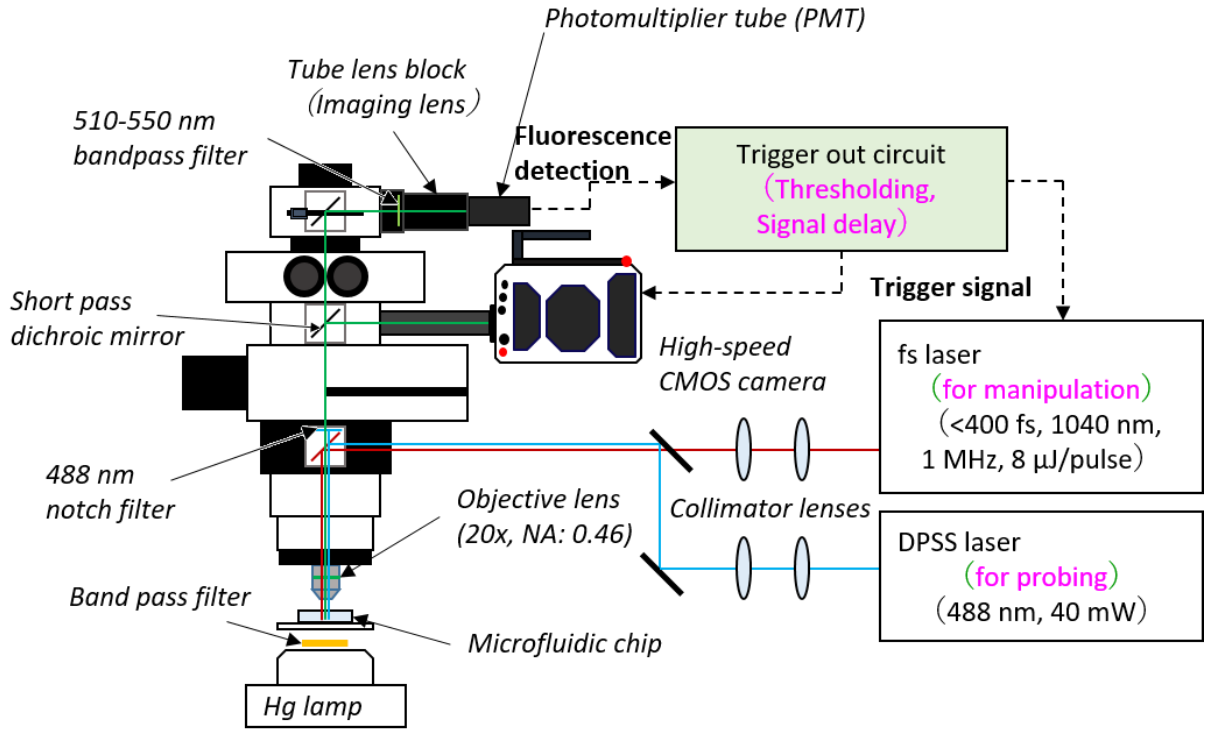 Photomultiplier tube (PMT)
Tube lens block
（Imaging lens）
510-550 nm
bandpass filter
Fluorescence
detection
Trigger out circuit
（Thresholding,
Signal delay）
Short pass
dichroic mirror
Trigger signal
High-speed
CMOS camera
fs laser
（for manipulation）
（<400 fs, 1040 nm,
1 MHz, 8 μJ/pulse）
488 nm
notch filter
Objective lens
(20x, NA: 0.46)
Collimator lenses
DPSS laser
（for probing）
（488 nm, 40 mW）
Band pass filter
Microfluidic chip
Hg lamp